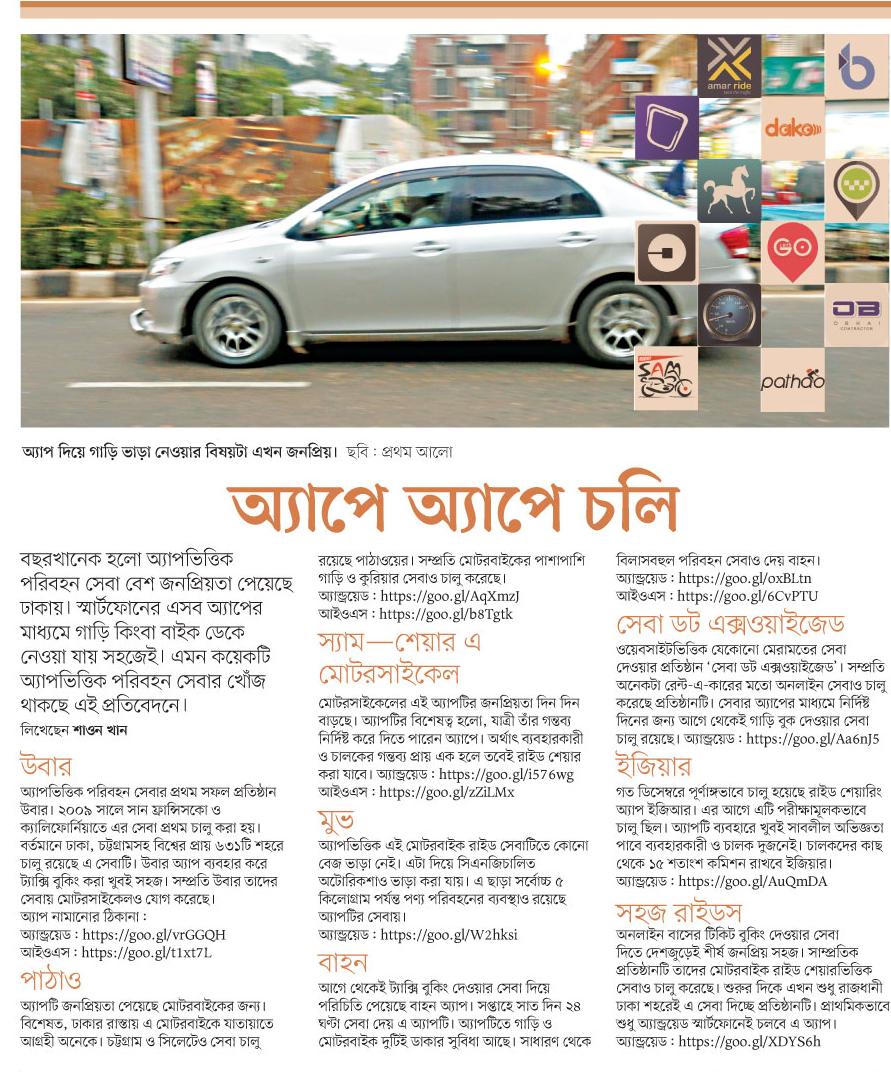 amar ride
b
dako
GO
OB
OBHAI
CONTRACTOR
SAM
pathao
অ্যাপ দিয়ে গাড়ি ভাড়া নেওয়ার বিষয়টা এখন জনপ্রিয়। ছবি : প্রথম আলো
অ্যাপে অ্যাপে চলি
বছরখানেক হলো অ্যাপভিত্তিক
পরিবহন সেবা বেশ জনপ্রিয়তা পেয়েছে
ঢাকায়। স্মার্টফোনের এসব অ্যাপের
মাধ্যমে গাড়ি কিংবা বাইক ডেকে
নেওয়া যায় সহজেই। এমন কয়েকটি
অ্যাপভিত্তিক পরিবহন সেবার খোঁজ
থাকছে এই প্রতিবেদনে।
লিখেছেন শাওন খান
উবার
অ্যাপভিত্তিক পরিবহন সেবার প্রথম সফল প্রতিষ্ঠান
উবার। ২০০৯ সালে সান ফ্রান্সিসকো ও
ক্যালিফোর্নিয়াতে এর সেবা প্রথম চালু করা হয়।
বর্তমানে ঢাকা, চট্টগ্রামসহ বিশ্বের প্রায় ৬৩১টি শহরে
চালু রয়েছে এ সেবাটি। উবার অ্যাপ ব্যবহার করে
ট্যাক্সি বুকিং করা খুবই সহজ। সম্প্রতি উবার তাদের
সেবায় মোটরসাইকেলও যোগ করেছে।
অ্যাপ নামানোর ঠিকানা :
অ্যান্ড্রয়েড : https://goo.gl/vrGGQH
আইওএস : https://goo.gl/t1xt7L
পাঠাও
অ্যাপটি জনপ্রিয়তা পেয়েছে মোটরবাইকের জন্য।
বিশেষত, ঢাকার রাস্তায় এ মোটরবাইকে যাতায়াতে
আগ্রহী অনেকে। চট্টগ্রাম ও সিলেটেও সেবা চালু
রয়েছে পাঠাওয়ের। সম্প্রতি মোটরবাইকের পাশাপাশি
গাড়ি ও কুরিয়ার সেবাও চালু করেছে।
অ্যান্ড্রয়েড : https://goo.gl/AqXmzJ
আইওএস : https://goo.gl/b8Tgtk
স্যাম—শেয়ার এ
মোটরসাইকেল
মোটরসাইকেলের এই অ্যাপটির জনপ্রিয়তা দিন দিন
বাড়ছে। অ্যাপটির বিশেষত্ব হলো, যাত্রী তাঁর গন্তব্য
নির্দিষ্ট করে দিতে পারেন অ্যাপে। অর্থাৎ ব্যবহারকারী
ও চালকের গন্তব্য প্রায় এক হলে তবেই রাইড শেয়ার
করা যাবে। অ্যান্ড্রয়েড : https://goo.gl/i576wg
আইওএস : https://goo.gl/zZiLMx
মুভ
অ্যাপভিত্তিক এই মোটরবাইক রাইড সেবাটিতে কোনো
বেজ ভাড়া নেই। এটা দিয়ে সিএনজিচালিত
অটোরিকশাও ভাড়া করা যায়। এ ছাড়া সর্বোচ্চ ৫
কিলোগ্রাম পর্যন্ত পণ্য পরিবহনের ব্যবস্থাও রয়েছে
অ্যাপটির সেবায়।
অ্যান্ড্রয়েড : https://goo.gl/W2hksi
বাহন
আগে থেকেই ট্যাক্সি বুকিং দেওয়ার সেবা দিয়ে
পরিচিতি পেয়েছে বাহন অ্যাপ। সপ্তাহে সাত দিন ২৪
ঘণ্টা সেবা দেয় এ অ্যাপটি। অ্যাপটিতে গাড়ি ও
মোটরবাইক দুটিই ডাকার সুবিধা আছে। সাধারণ থেকে
বিলাসবহুল পরিবহন সেবাও দেয় বাহন।
অ্যান্ড্রয়েড : https://goo.gl/oxBLtn
আইওএস : https://goo.gl/6CvPTU
সেবা ডট এক্সওয়াইজেড
ওয়েবসাইটভিত্তিক যেকোনো মেরামতের সেবা
দেওয়ার প্রতিষ্ঠান ‘সেবা ডট এক্সওয়াইজেড’। সম্প্রতি
অনেকটা রেন্ট-এ-কারের মতো অনলাইন সেবাও চালু
করেছে প্রতিষ্ঠানটি। সেবার অ্যাপের মাধ্যমে নির্দিষ্ট
দিনের জন্য আগে থেকেই গাড়ি বুক দেওয়ার সেবা
চালু রয়েছে। অ্যান্ড্রয়েড : https://goo.gl/Aa6nJ5
ইজিয়ার
গত ডিসেম্বরে পূর্ণাঙ্গভাবে চালু হয়েছে রাইড শেয়ারিং
অ্যাপ ইজিআর। এর আগে এটি পরীক্ষামূলকভাবে
চালু ছিল। অ্যাপটি ব্যবহারে খুবই সাবলীল অভিজ্ঞতা
পাবে ব্যবহারকারী ও চালক দুজনেই। চালকদের কাছ
থেকে ১৫ শতাংশ কমিশন রাখবে ইজিয়ার।
অ্যান্ড্রয়েড : https://goo.gl/AuQmDA
সহজ রাইডস
অনলাইন বাসের টিকিট বুকিং দেওয়ার সেবা
দিতে দেশজুড়েই শীর্ষ জনপ্রিয় সহজ। সাম্প্রতিক
প্রতিষ্ঠানটি তাদের মোটরবাইক রাইড শেয়ারভিত্তিক
সেবাও চালু করেছে। শুরুর দিকে এখন শুধু রাজধানী
ঢাকা শহরেই এ সেবা দিচ্ছে প্রতিষ্ঠানটি। প্রাথমিকভাবে
শুধু অ্যান্ড্রয়েড স্মার্টফোনেই চলবে এ অ্যাপ।
অ্যান্ড্রয়েড : https://goo.gl/XDYS6h